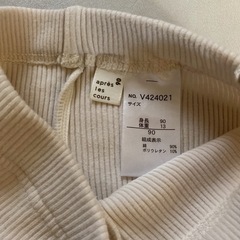 90
après
les
cours
NO. V424021
サイズ
身長 90
体重 13
90
組成表示
綿 90%
ポリウレタン 10%